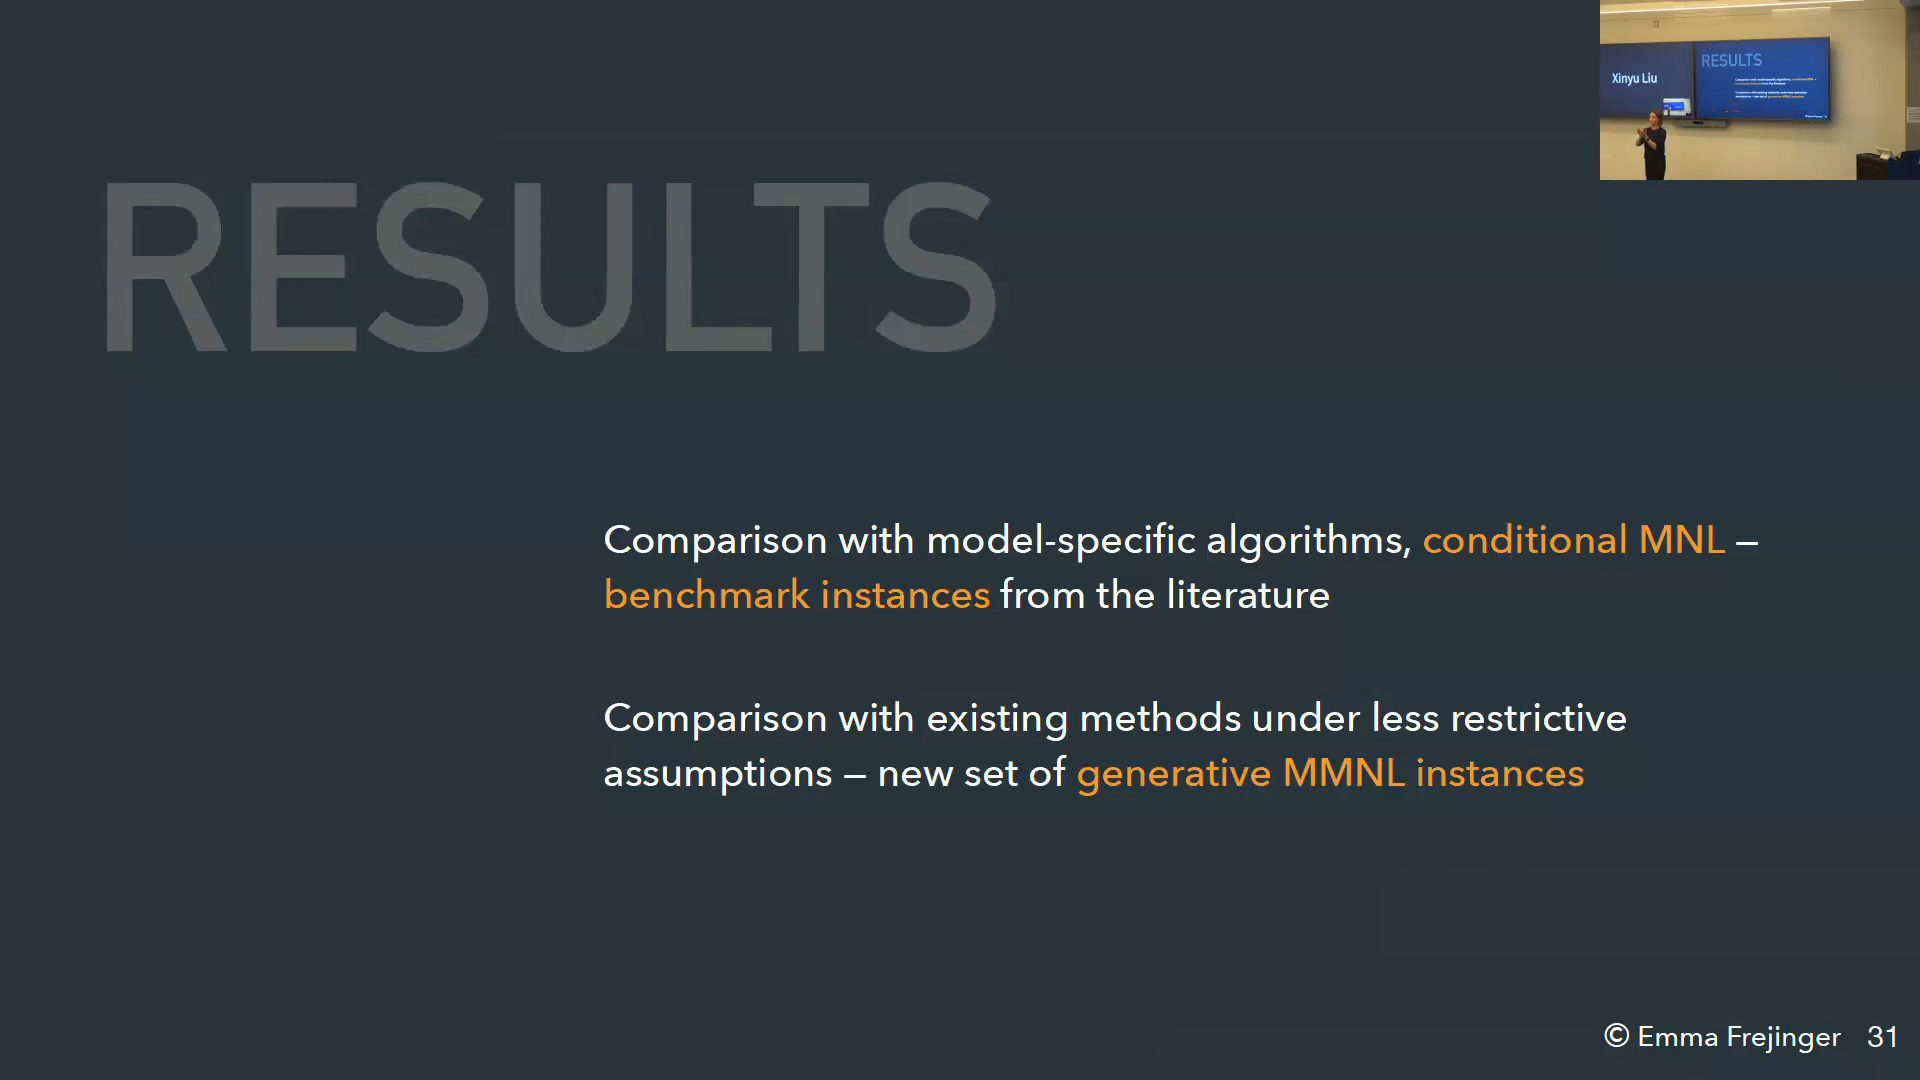 Xinyu Liu
RESULTS
RESULTS
Comparison with model-specific algorithms, conditional MNL –
benchmark instances from the literature
Comparison with existing methods under less restrictive
assumptions – new set of generative MMNL instances
© Emma Frejinger 31